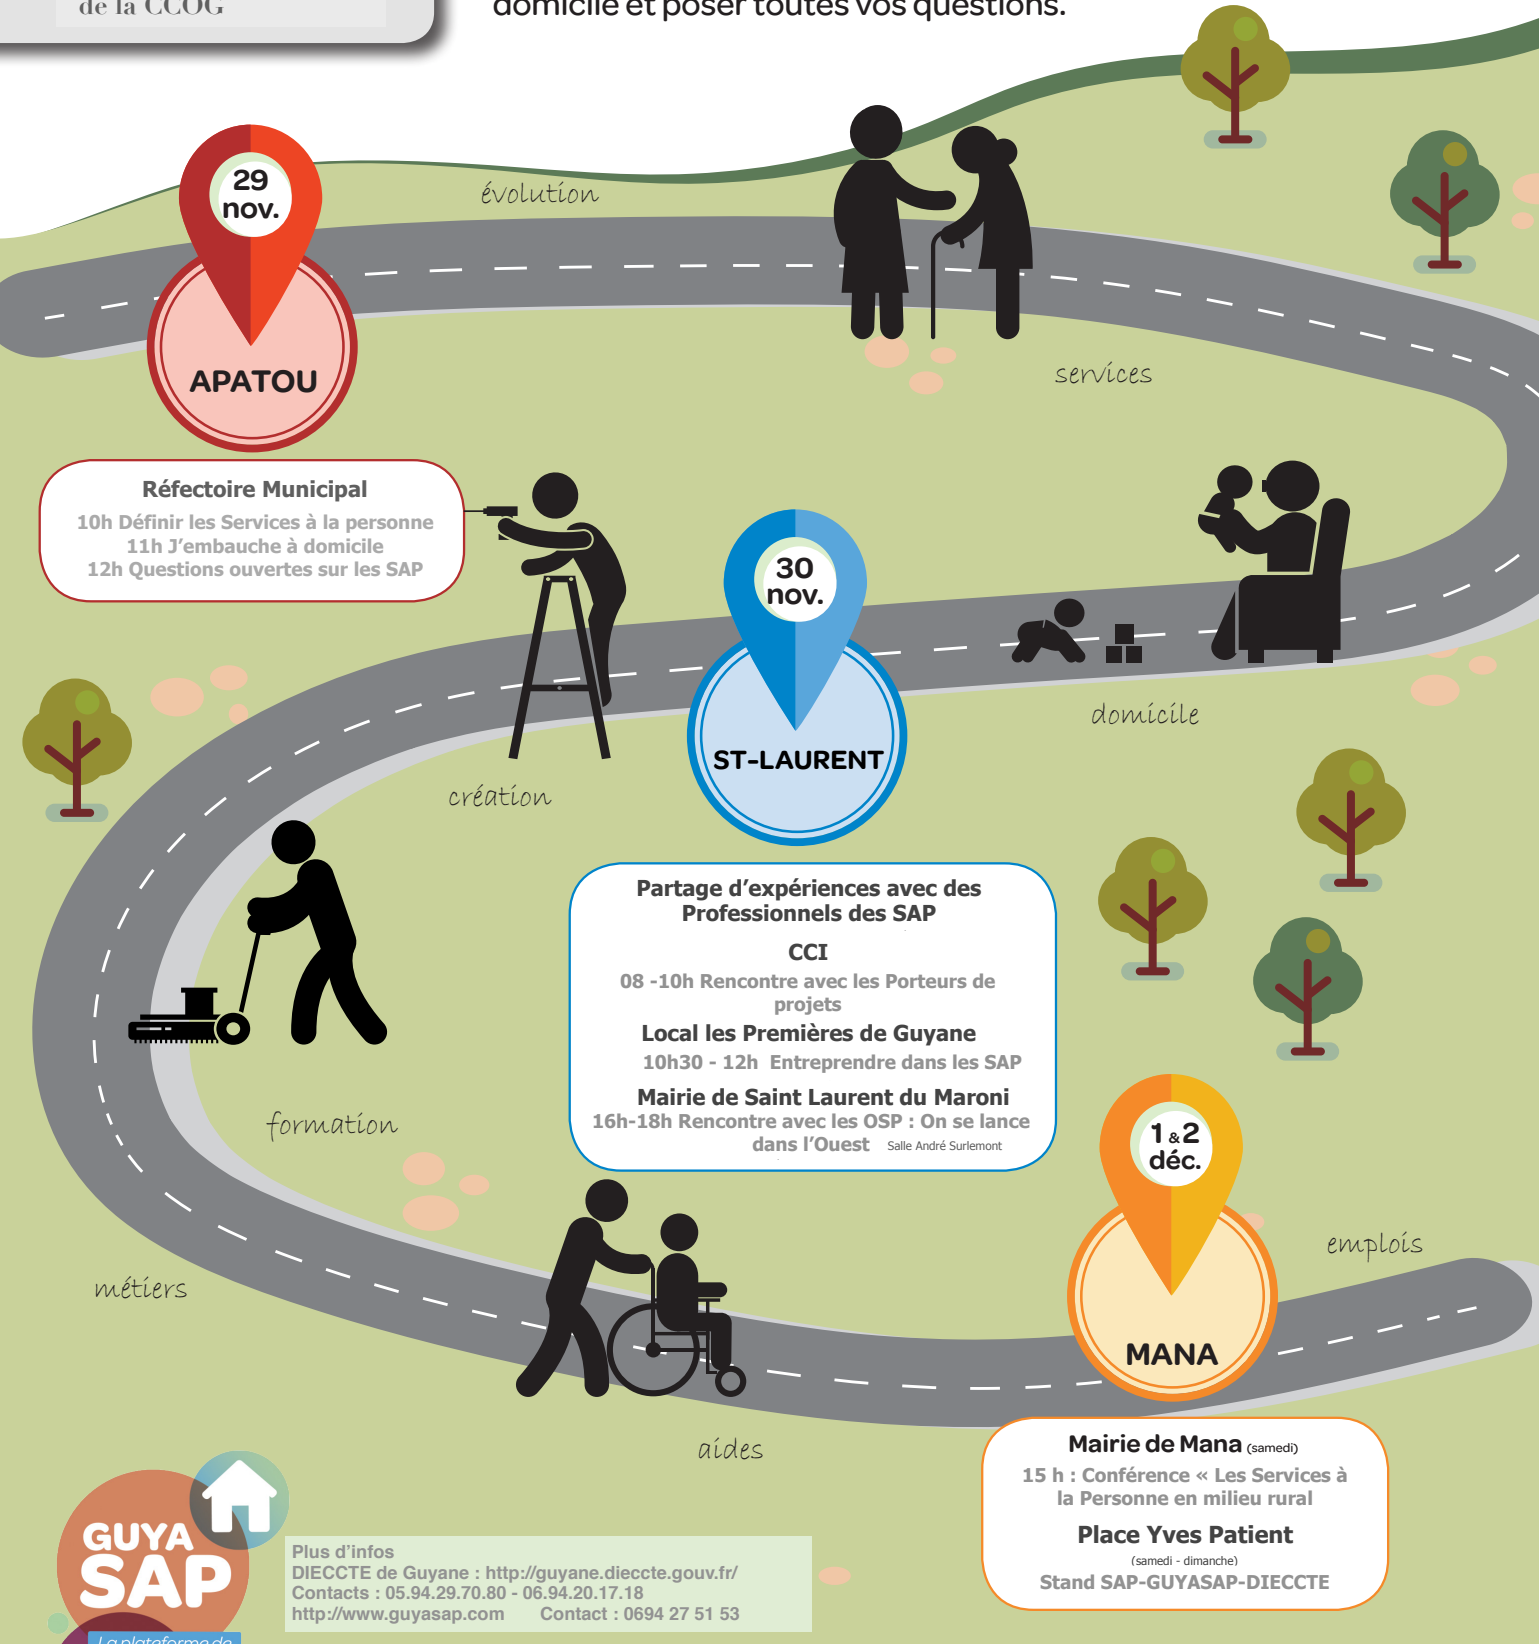 de la CCOG
domicile et poser toutes vos questions.
29
nov.
évolution
APATOU
services
Réfectoire Municipal
10h Définir les Services à la personne
11h J'embauche à domicile
12h Questions ouvertes sur les SAP
30
nov.
ST-LAURENT
domicile
création
Partage d'expériences avec des
Professionnels des SAP
CCI
08 -10h Rencontre avec les Porteurs de
projets
Local les Premières de Guyane
10h30 - 12h Entreprendre dans les SAP
Mairie de Saint Laurent du Maroni
16h-18h Rencontre avec les OSP : On se lance
dans l'Ouest Salle André Surlemont
formation
1 & 2
déc.
emplois
métiers
MANA
aides
Mairie de Mana (samedi)
15 h : Conférence « Les Services à
la Personne en milieu rural
Place Yves Patient
(samedi - dimanche)
Stand SAP-GUYASAP-DIECCTE
GUYA
SAP
La plateforme de
Plus d'infos
DIECCTE de Guyane : http://guyane.dieccte.gouv.fr/
Contacts : 05.94.29.70.80 - 06.94.20.17.18
http://www.guyasap.com Contact : 0694 27 51 53